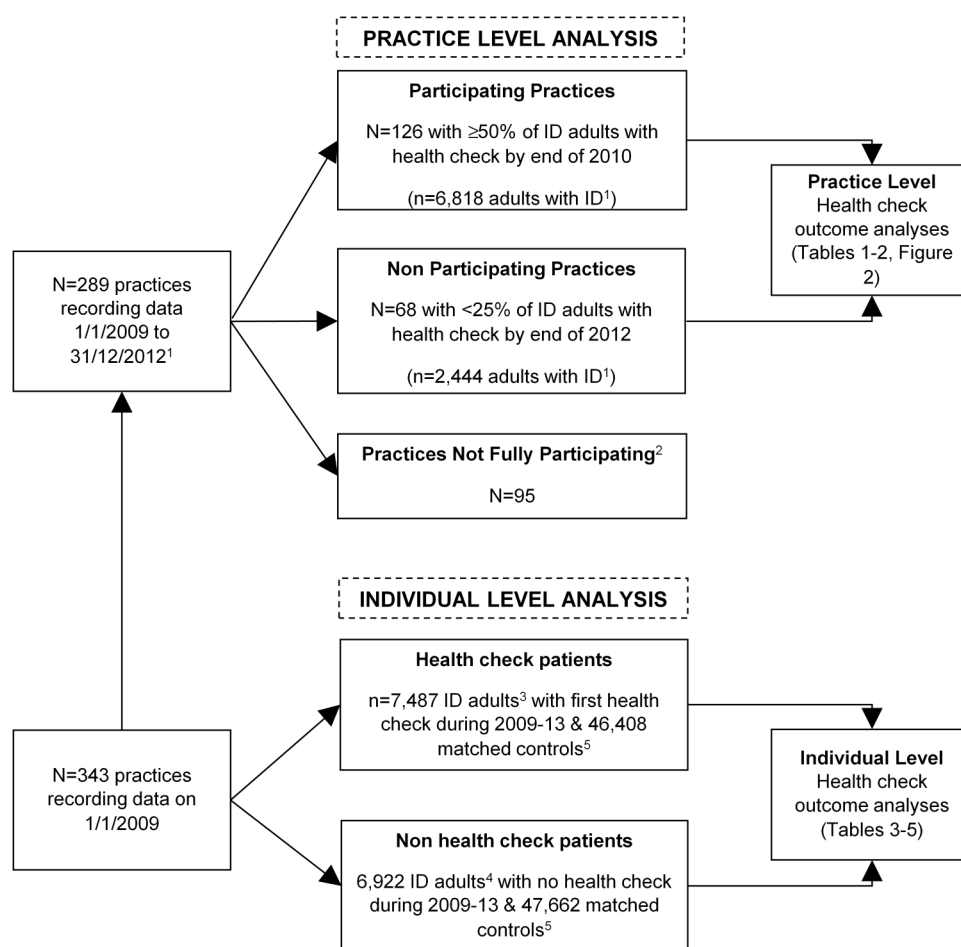 PRACTICE LEVEL ANALYSIS
Participating Practices
N=126 with ≥50% of ID adults with
health check by end of 2010
(n=6,818 adults with ID¹)
Practice Level
Health check
outcome analyses
(Tables 1-2, Figure
2)
N=289 practices
recording data
1/1/2009 to
31/12/2012¹
Non Participating Practices
N=68 with <25% of ID adults with
health check by end of 2012
(n=2,444 adults with ID¹)
Practices Not Fully Participating²
N=95
INDIVIDUAL LEVEL ANALYSIS
Health check patients
n=7,487 ID adults³ with first health
check during 2009-13 & 46,408
matched controls⁵
N=343 practices
recording data on
1/1/2009
Individual Level
Health check
outcome analyses
(Tables 3-5)
Non health check patients
6,922 ID adults⁴ with no health check
during 2009-13 & 47,662 matched
controls⁵